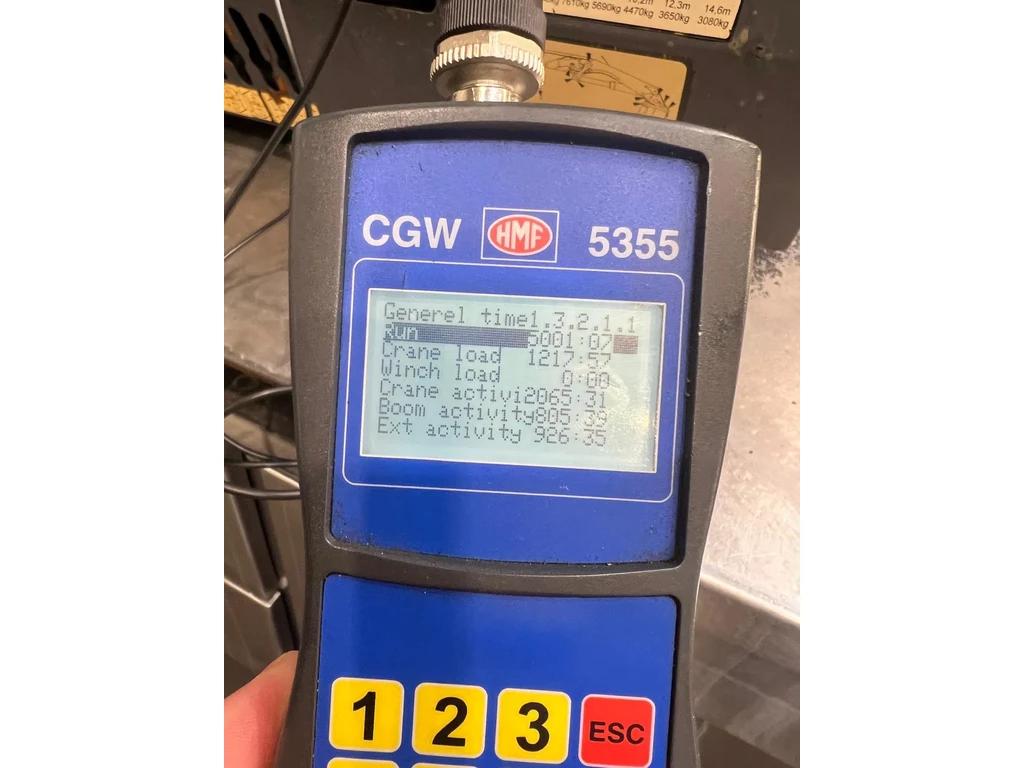 12,3m 14,6m
7610kg 5690kg 4470kg 3650kg 3080kg
CGW HMF 5355
Generel time1.3.2.1.1
Run 5001:07
Crane load 1217:57
Winch load 0:00
Crane activi2065:31
Boom activity805:39
Ext activity 926:35
1 2 3 ESC